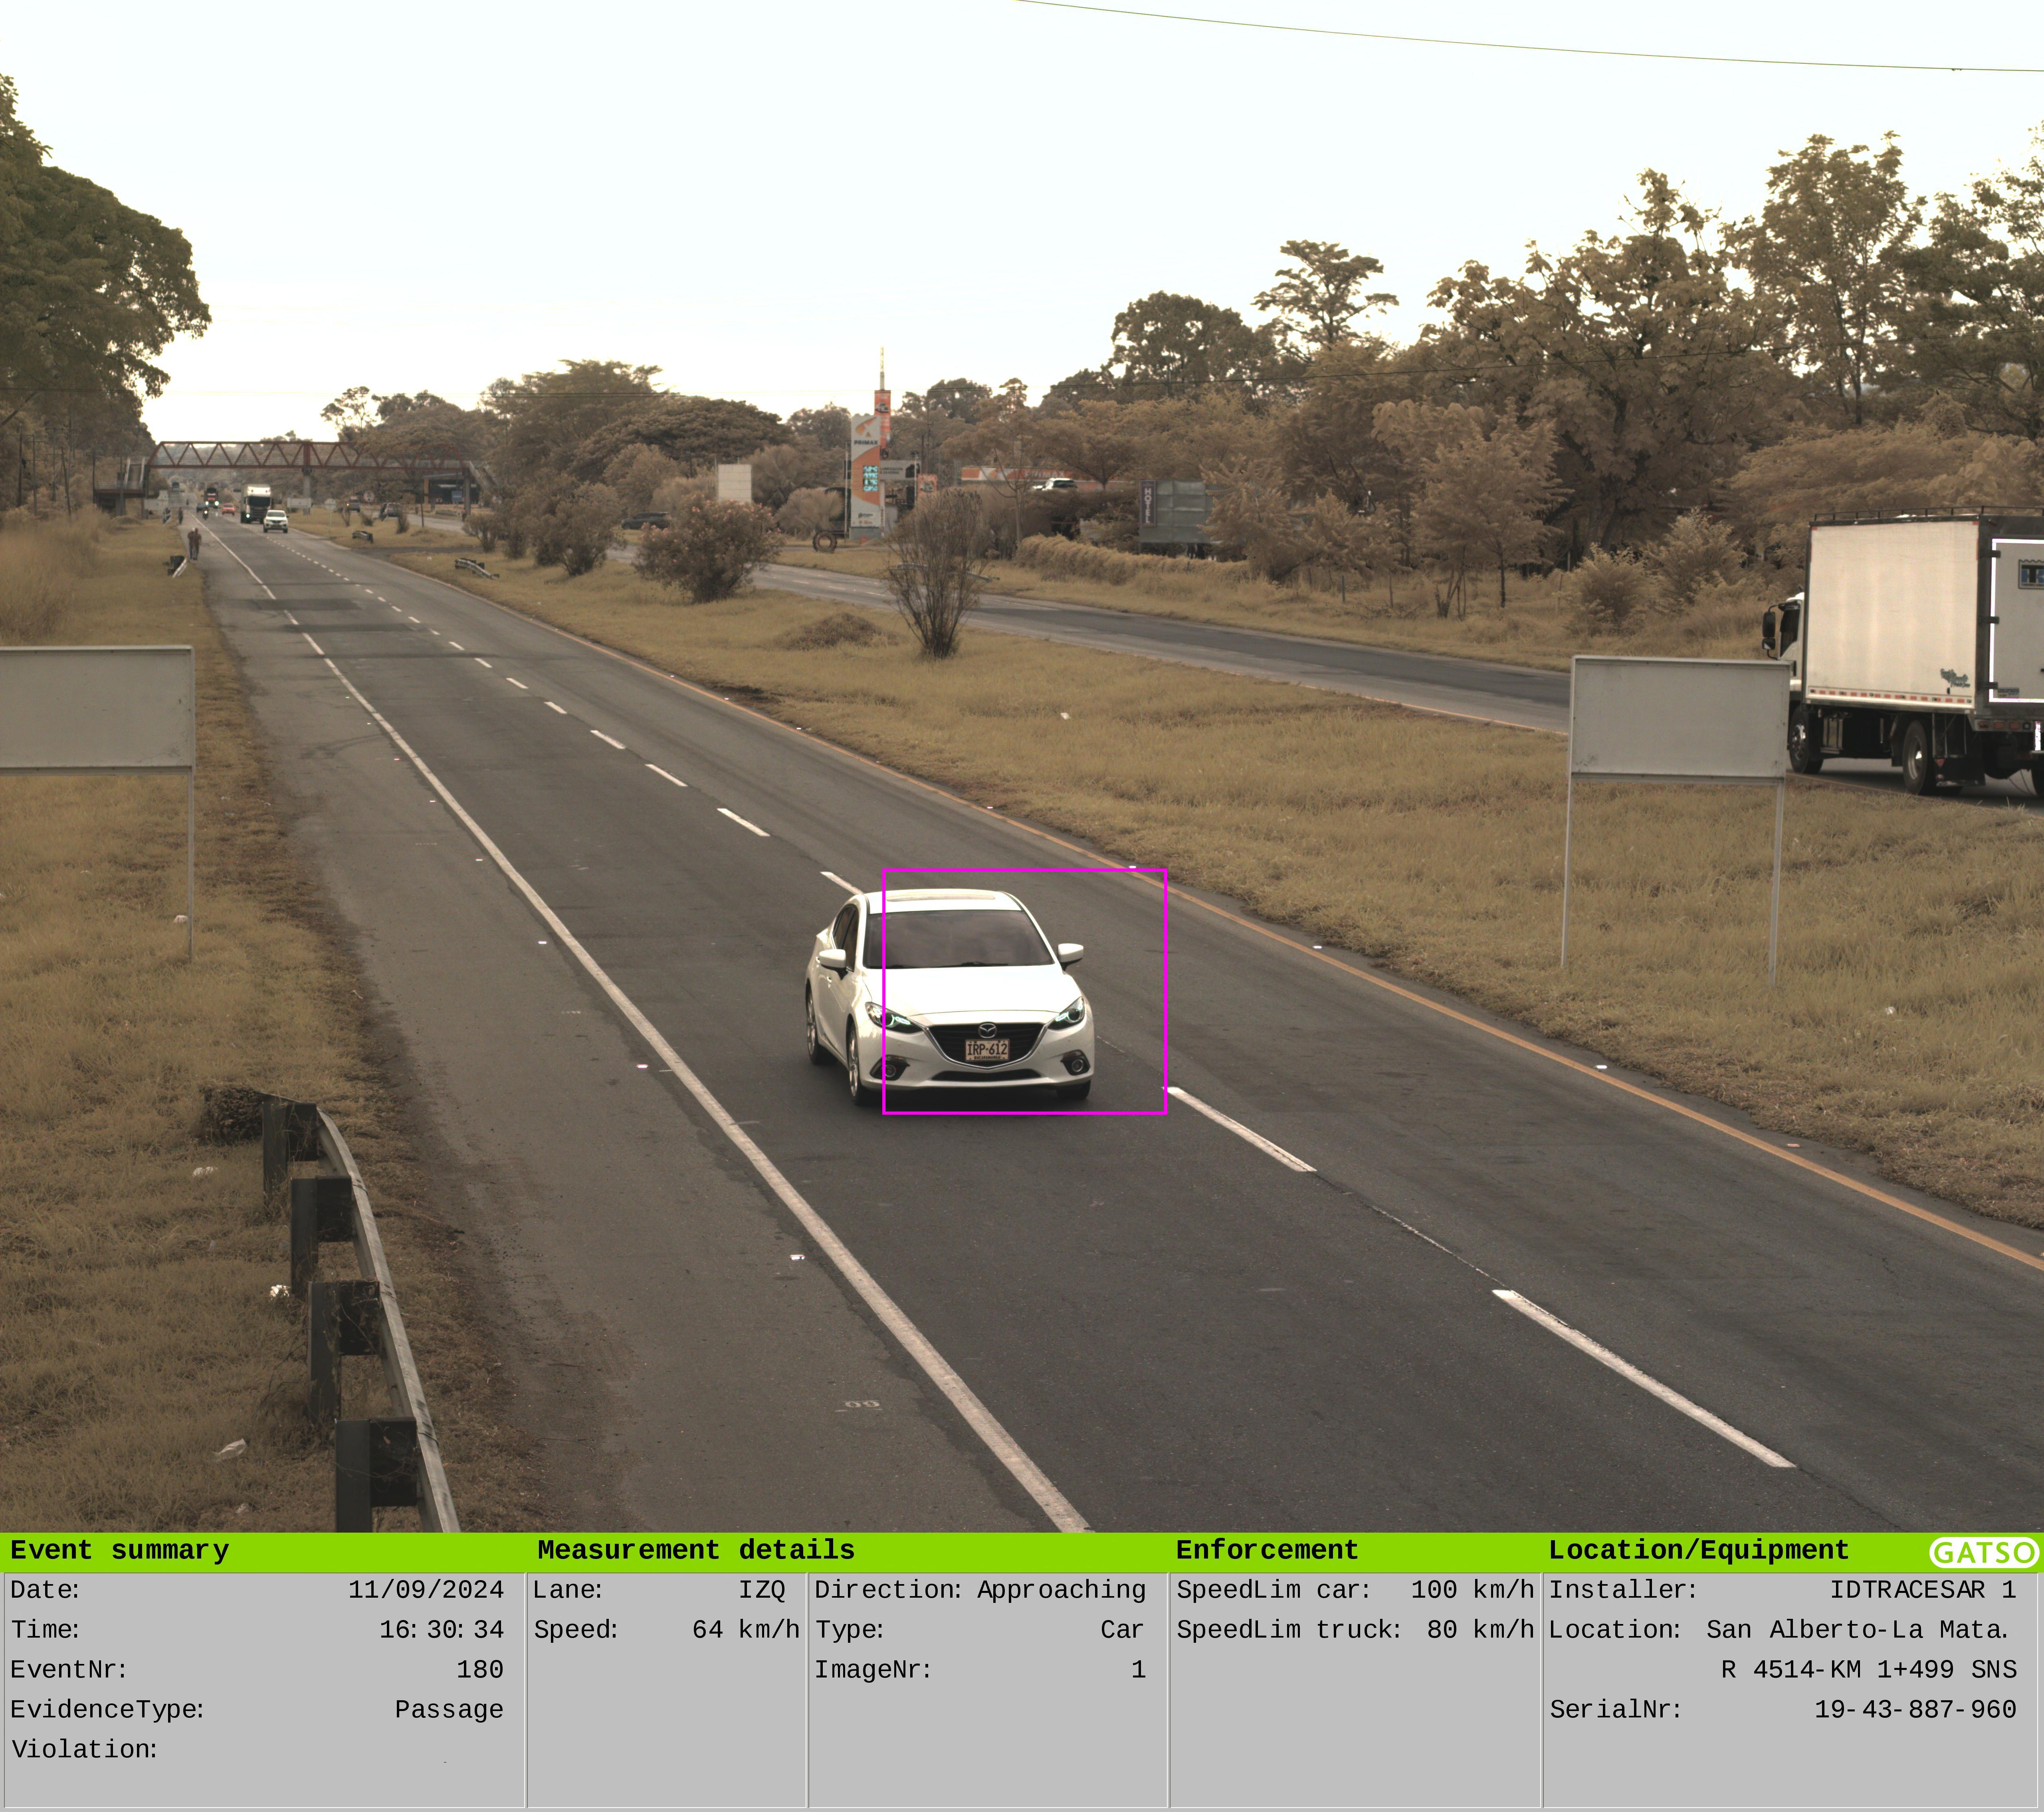 PRIMAX
HOTEL
IRP-612
Event summary
Measurement details
Enforcement
Location/Equipment
GATSO
Date: 11/09/2024
Time: 16:30:34
EventNr: 180
EvidenceType: Passage
Violation:
Lane: IZQ
Speed: 64 km/h
Direction: Approaching
Type: Car
ImageNr: 1
SpeedLim car: 100 km/h
SpeedLim truck: 80 km/h
Installer: IDTRACESAR 1
Location: San Alberto-La Mata.
R 4514-KM 1+499 SNS
SerialNr: 19-43-887-960